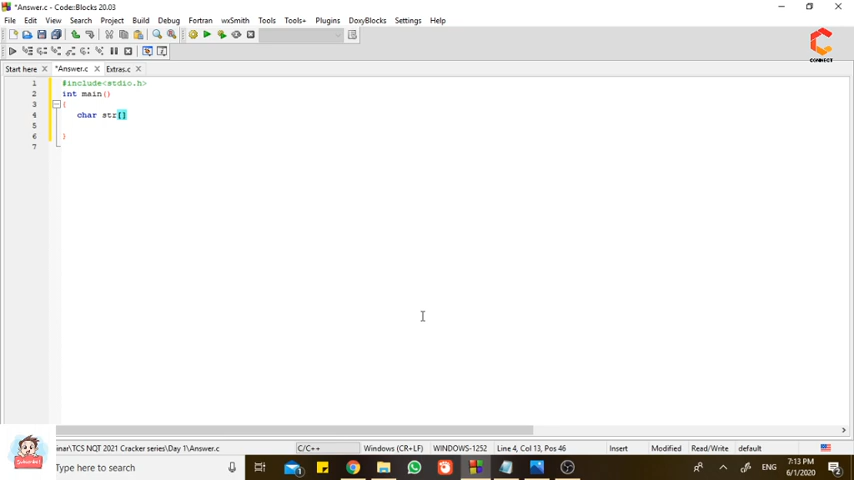 *Answer.c - Code::Blocks 20.03
File Edit View Search Project Build Debug Fortran wxSmith Tools Tools+ Plugins DoxyBlocks Settings Help
CONNECT
Start here *Answer.c Extras.c
1 #include<stdio.h>
2 int main()
3 {
4 char str[]
5
6 }
7
inar\TCS NQT 2021 Cracker series\Day 1\Answer.c C/C++ Windows (CR+LF) WINDOWS-1252 Line 4, Col 13, Pos 46 Insert Modified Read/Write default
Type here to search ENG 7:13 PM
6/1/2020